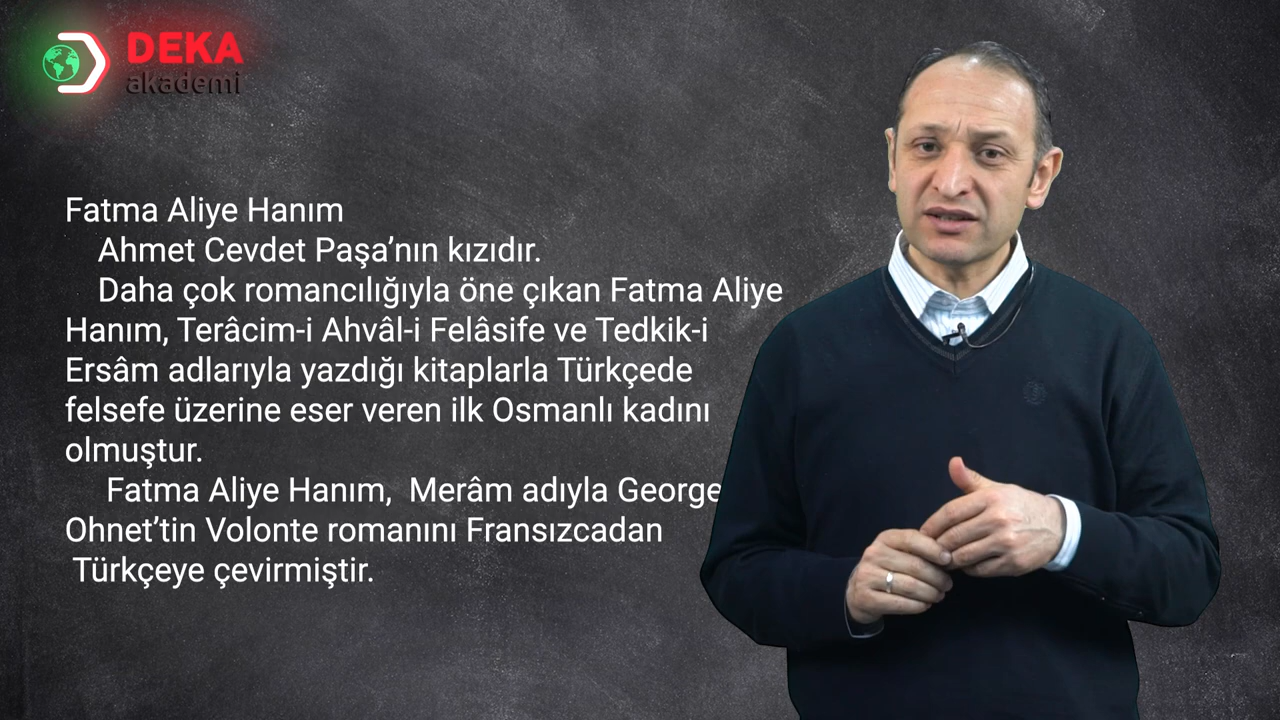 DEKA
akademi
Fatma Aliye Hanım
Ahmet Cevdet Paşa’nın kızıdır.
Daha çok romancılığıyla öne çıkan Fatma Aliye
Hanım, Terâcim-i Ahvâl-i Felâsife ve Tedkik-i
Ersâm adlarıyla yazdığı kitaplarla Türkçede
felsefe üzerine eser veren ilk Osmanlı kadını
olmuştur.
Fatma Aliye Hanım, Merâm adıyla George
Ohnet’tin Volonte romanını Fransızcadan
Türkçeye çevirmiştir.